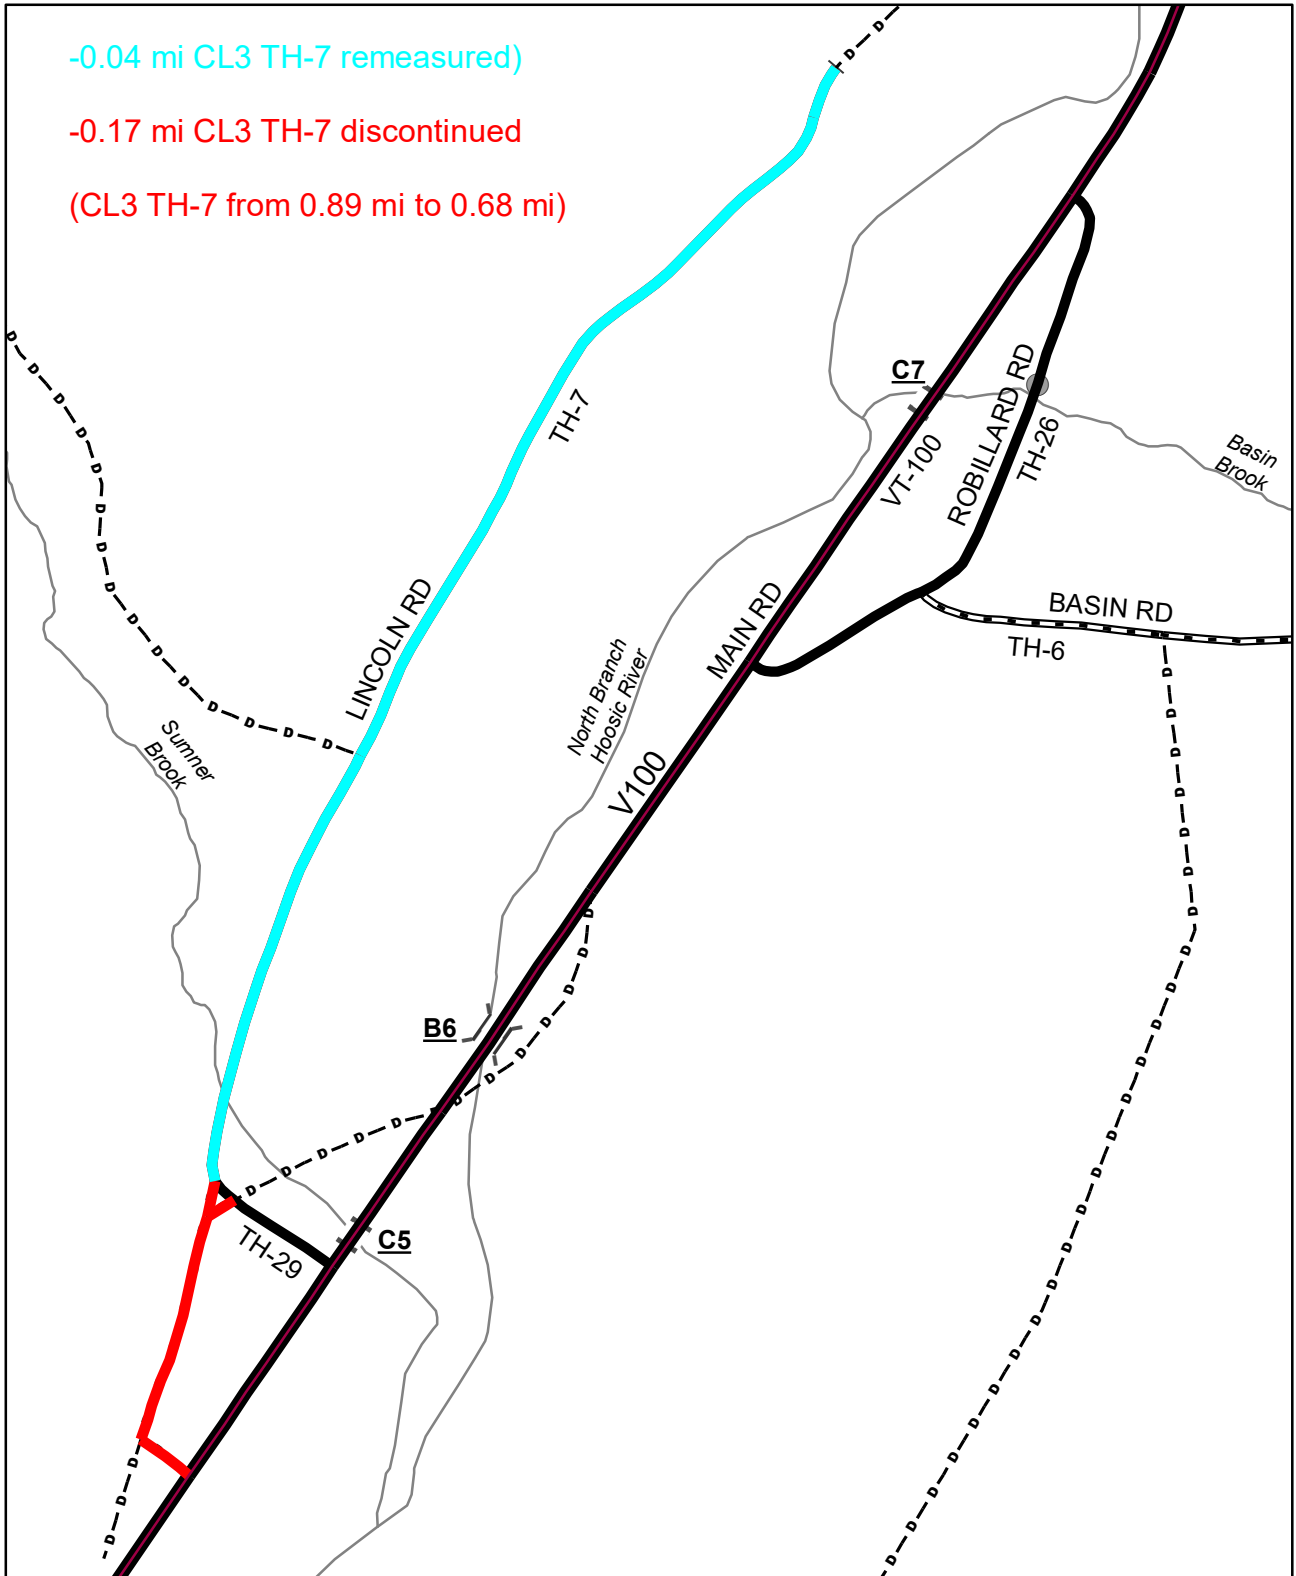 -0.04 mi CL3 TH-7 remeasured)
-0.17 mi CL3 TH-7 discontinued
(CL3 TH-7 from 0.89 mi to 0.68 mi)
C7
TH-7
VT-100
ROBILLARD RD
TH-26
Basin
Brook
LINCOLN RD
MAIN RD
BASIN RD
TH-6
North Branch
Hoosic River
Sumner
Brook
V100
B6
C5
TH-29